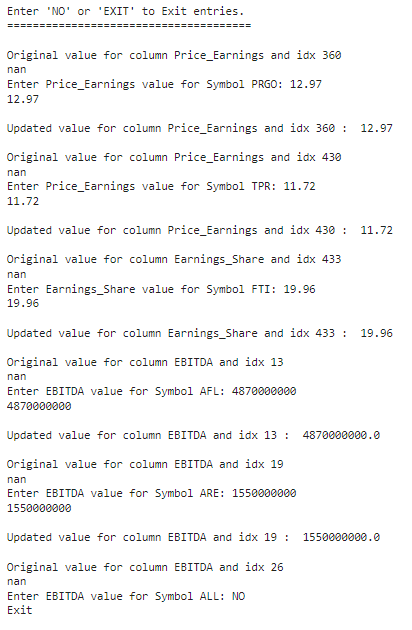 Enter 'NO' or 'EXIT' to Exit entries.
======================================
Original value for column Price_Earnings and idx 360
nan
Enter Price_Earnings value for Symbol PRGO: 12.97
12.97
Updated value for column Price_Earnings and idx 360 :  12.97
Original value for column Price_Earnings and idx 430
nan
Enter Price_Earnings value for Symbol TPR: 11.72
11.72
Updated value for column Price_Earnings and idx 430 :  11.72
Original value for column Earnings_Share and idx 433
nan
Enter Earnings_Share value for Symbol FTI: 19.96
19.96
Updated value for column Earnings_Share and idx 433 :  19.96
Original value for column EBITDA and idx 13
nan
Enter EBITDA value for Symbol AFL: 4870000000
4870000000
Updated value for column EBITDA and idx 13 :  4870000000.0
Original value for column EBITDA and idx 19
nan
Enter EBITDA value for Symbol ARE: 1550000000
1550000000
Updated value for column EBITDA and idx 19 :  1550000000.0
Original value for column EBITDA and idx 26
nan
Enter EBITDA value for Symbol ALL: NO
Exit